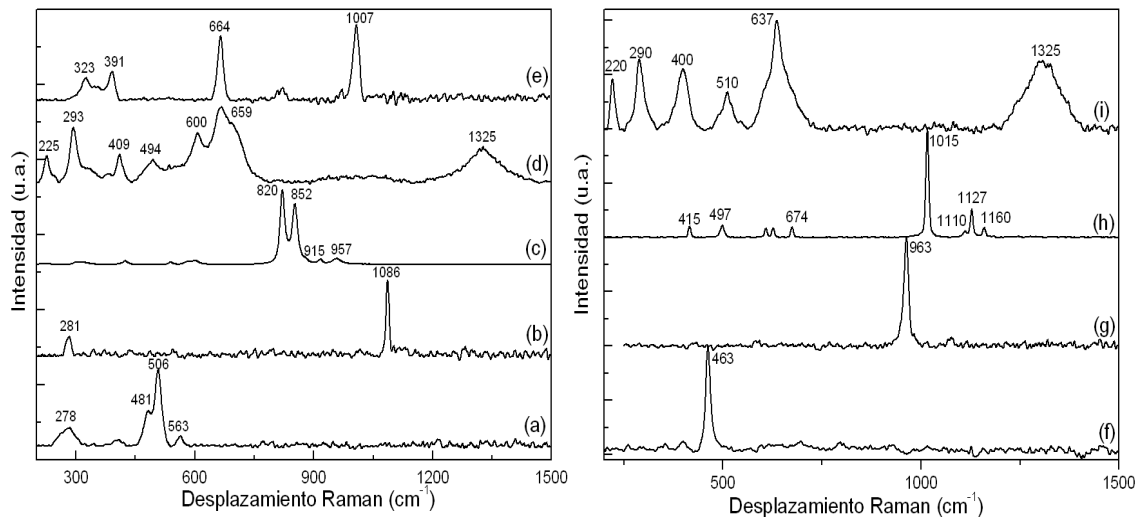 Intensidad (u.a.)
323 391 664 1007 (e)
225 293 409 494 600 659 1325 (d)
820 852 915 957 (c)
281 1086 (b)
278 481 506 563 (a)
300 600 900 1200 1500
Desplazamiento Raman (cm-1)
Intensidad (u.a.)
220 290 400 510 637 1325 (i)
415 497 674 1015 1110 1127 1160 (h)
963 (g)
463 (f)
500 1000 1500
Desplazamiento Raman (cm-1)